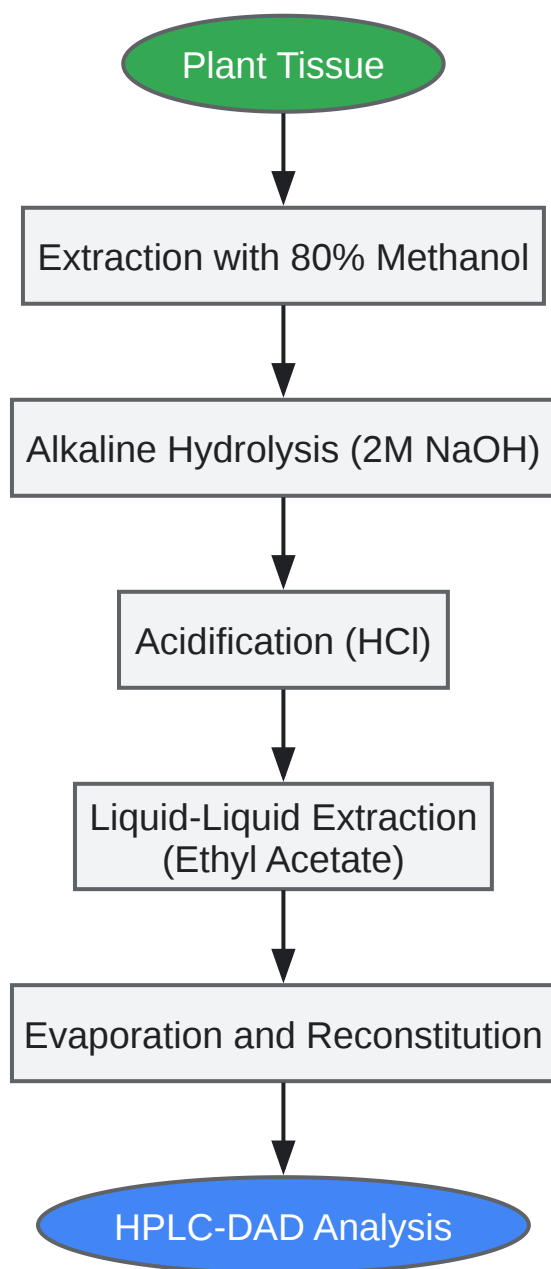 Plant Tissue
Extraction with 80% Methanol
Alkaline Hydrolysis (2M NaOH)
Acidification (HCl)
Liquid-Liquid Extraction
(Ethyl Acetate)
Evaporation and Reconstitution
HPLC-DAD Analysis